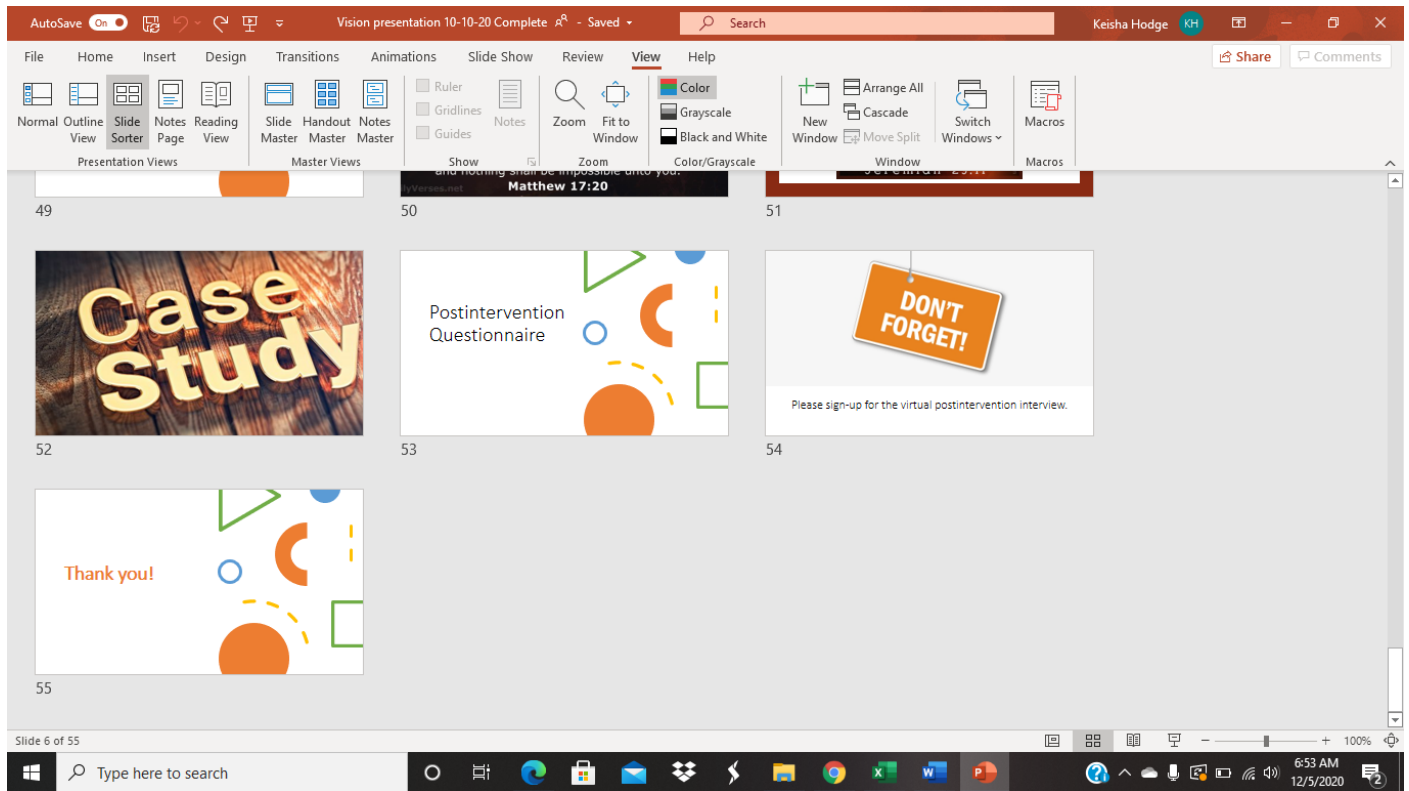 AutoSave On Vision presentation 10-10-20 Complete - Saved Search Keisha Hodge KH
File Home Insert Design Transitions Animations Slide Show Review View Help Share Comments
Normal Outline View Slide Sorter Notes Page Reading View
Presentation Views
Slide Master Handout Master Notes Master
Master Views
Ruler
Gridlines
Guides
Notes
Show
Zoom Fit to Window
Zoom
Color
Grayscale
Black and White
Color/Grayscale
New Window
Arrange All
Cascade
Move Split
Switch Windows
Window
Macros
Macros
and nothing shall be impossible unto you.
Matthew 17:20
Jeremiah 29:11
49
50
51
Case
Study
52
Postintervention
Questionnaire
53
DON'T
FORGET!
Please sign-up for the virtual postintervention interview.
54
Thank you!
55
Slide 6 of 55 100%
Type here to search
6:53 AM
12/5/2020
2